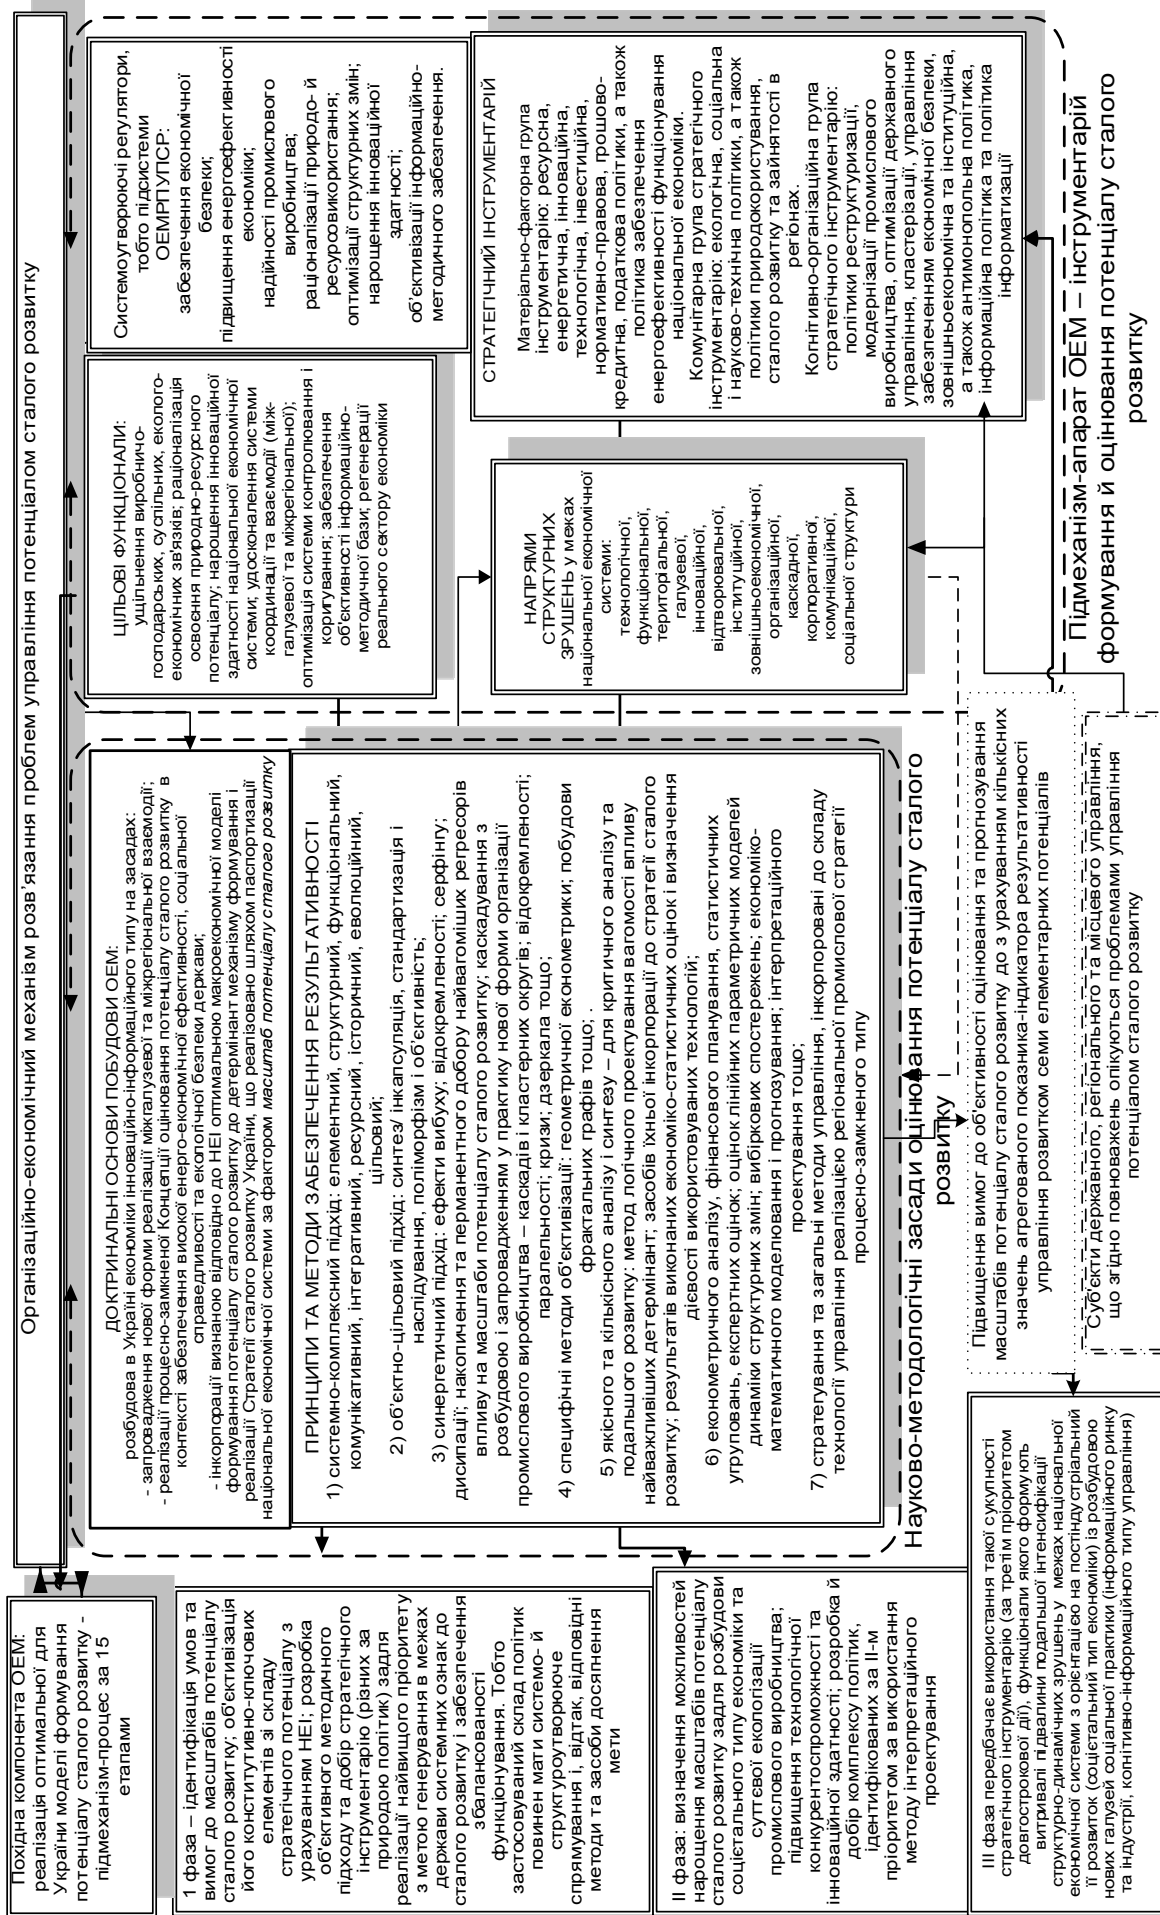 Організаційно-економічний механізм розв'язання проблем управління потенціалом сталого розвитку
Похідна компонента ОЕМ:
реалізація оптимальної для
України моделі формування
потенціалу сталого розвитку -
підмеханізм-процес за 15
етапами
ДОКТРИНАЛЬНІ ОСНОВИ ПОБУДОВИ ОЕМ:
розбудова в Україні економіки інноваційно-інформаційного типу на засадах:
- запровадження нової форми реалізації міжгалузевої та міжрегіональної взаємодії;
- реалізації процесно-замкненої Концепції оцінювання потенціалу сталого розвитку в
контексті забезпечення високої енерго-економічної ефективності, соціальної
справедливості та екологічної безпеки держави;
- інкорпорації визнаною відповідно до НЕІ оптимальною макроекономічної моделі
формування потенціалу сталого розвитку до детермінант механізму формування і
реалізації Стратегії сталого розвитку України, що реалізовано шляхом паспортизації
національної економічної системи за фактором масштаб потенціалу сталого розвитку
ЦІЛЬОВІ ФУНКЦІОНАЛИ:
ущільнення виробничо-
господарських, суспільних, еколого-
економічних зв'язків; раціоналізація
освоєння природно-ресурсного
потенціалу; нарощення інноваційної
здатності національної економічної
системи; удосконалення системи
координації та взаємодії (між-
галузевої та міжрегіональної);
оптимізація системи контролювання і
коригування; забезпечення
об'єктивності інформаційно-
методичної бази; регенерації
реального сектору економіки
Системоутворюючі регулятори,
тобто підсистеми
ОЕМРПУПСР:
забезпечення економічної
безпеки;
підвищення енергоефективності
економіки;
надійності промислового
виробництва;
раціоналізації природо- й
ресурсовикористання;
оптимізації структурних змін;
нарощення інноваційної
здатності;
об'єктивізації інформаційно-
методичного забезпечення.
1 фаза – ідентифікація умов та
вимог до масштабів потенціалу
сталого розвитку; об'єктивізація
його конститутивно-ключових
елементів зі складу
стратегічного потенціалу з
урахуванням НЕІ; розробка
об'єктивного методичного
підходу та добір стратегічного
інструментарію (різних за
природою політик) задля
реалізації найвищого пріоритету
з метою генерування в межах
держави системних ознак до
сталого розвитку і забезпечення
збалансованості
функціонування. Тобто
застосовуваний склад політик
повинен мати системо- й
структуроутворююче
спрямування і, відтак, відповідні
методи та засоби досягнення
мети
ПРИНЦИПИ ТА МЕТОДИ ЗАБЕЗПЕЧЕННЯ РЕЗУЛЬТАТИВНОСТІ
1) системно-комплексний підхід: елементний, структурний, функціональний,
комунікативний, інтегративний, ресурсний, історичний, еволюційний,
цільовий;
2) об'єктно-цільовий підхід: синтез/ інкапсуляція, стандартизація і
наслідування, поліморфізм і об'єктивність;
3) синергетичний підхід: ефекти вибуху; відокремленості; серфінгу;
дисипації; накопичення та перманентного добору найвагоміших регресорів
впливу на масштаби потенціалу сталого розвитку; каскадування з
розбудовою і запровадженням у практику нової форми організації
промислового виробництва – каскадів і кластерних округів; відокремленості;
паралельності; кризи; дзеркала тощо;
4) специфічні методи об'єктивізації: геометричної економетрики; побудови
фрактальних графів тощо; .
5) якісного та кількісного аналізу і синтезу – для критичного аналізу та
подальшого розвитку: метод логічного проектування вагомості впливу
найважливіших детермінант; засобів їхньої інкорпорації до стратегії сталого
розвитку; результатів виконаних економіко-статистичних оцінок і визначення
дієвості використовуваних технологій;
6) економетричного аналізу, фінансового планування, статистичних
угруповань, експертних оцінок; оцінок лінійних параметричних моделей
динаміки структурних змін; вибіркових спостережень; економіко-
математичного моделювання і прогнозування; інтерпретаційного
проектування тощо;
7) стратегування та загальні методи управління, інкорпоровані до складу
технології управління реалізацією регіональної промислової стратегії
процесно-замкненого типу
НАПРЯМИ
СТРУКТУРНИХ
ЗРУШЕНЬ у межах
національної економічної
системи:
технологічної,
функціональної,
територіальної,
галузевої,
інноваційної,
відтворювальної,
інституційної,
зовнішньоекономічної,
організаційної,
каскадної,
корпоративної,
комунікаційної,
соціальної структури
СТРАТЕГІЧНИЙ ІНСТРУМЕНТАРІЙ
Матеріально-факторна група
інструментарію: ресурсна,
енергетична, інноваційна,
технологічна, інвестиційна,
нормативно-правова, грошово-
кредитна, податкова політики, а також
політика забезпечення
енергоефективності функціонування
національної економіки.
Комунітарна група стратегічного
інструментарію: екологічна, соціальна
і науково-технічна політики, а також
політики природокористування,
сталого розвитку та зайнятості в
регіонах.
Когнітивно-організаційна група
стратегічного інструментарію:
політики реструктуризації,
модернізації промислового
виробництва, оптимізації державного
управління, кластерізації, управління
забезпеченням економічної безпеки,
зовнішньоекономічна та інституційна,
а також антимонопольна політика,
інформаційна політика та політика
інформатизації
ІІ фаза: визначення можливостей
нарощення масштабів потенціалу
сталого розвитку задля розбудови
соцієтального типу економіки та
суттєвої екологізації
промислового виробництва;
підвищення технологічної
конкурентоспроможності та
інноваційної здатності; розробка й
добір комплексу політик,
ідентифікованих за ІІ-м
пріоритетом за використання
методу інтерпретаційного
проектування
Науково-методологічні засади оцінювання потенціалу сталого
розвитку
Підмеханізм-апарат ОЕМ – інструментарій
формування й оцінювання потенціалу сталого
розвитку
ІІІ фаза передбачає використання такої сукупності
стратегічного інструментарію (за третім пріоритетом
довгострокової дії), функціонали якого формують
витривалі підвалини подальшої інтенсифікації
структурно-динамічних зрушень у межах національної
економічної системи з орієнтацією на постіндустріальний
її розвиток (соцієтальний тип економіки) із розбудовою
нових галузей соціальної практики (інформаційного ринку
та індустрії, копітивно-інформаційного типу управління)
Підвищення вимог до об'єктивності оцінювання та прогнозування
масштабів потенціалу сталого розвитку з урахуванням кількісних
значень агрегованого показника-індикатора результативності
управління розвитком семи елементарних потенціалів
Суб'єкти державного, регіонального та місцевого управління,
що згідно повноважень опікуються проблемами управління
потенціалом сталого розвитку